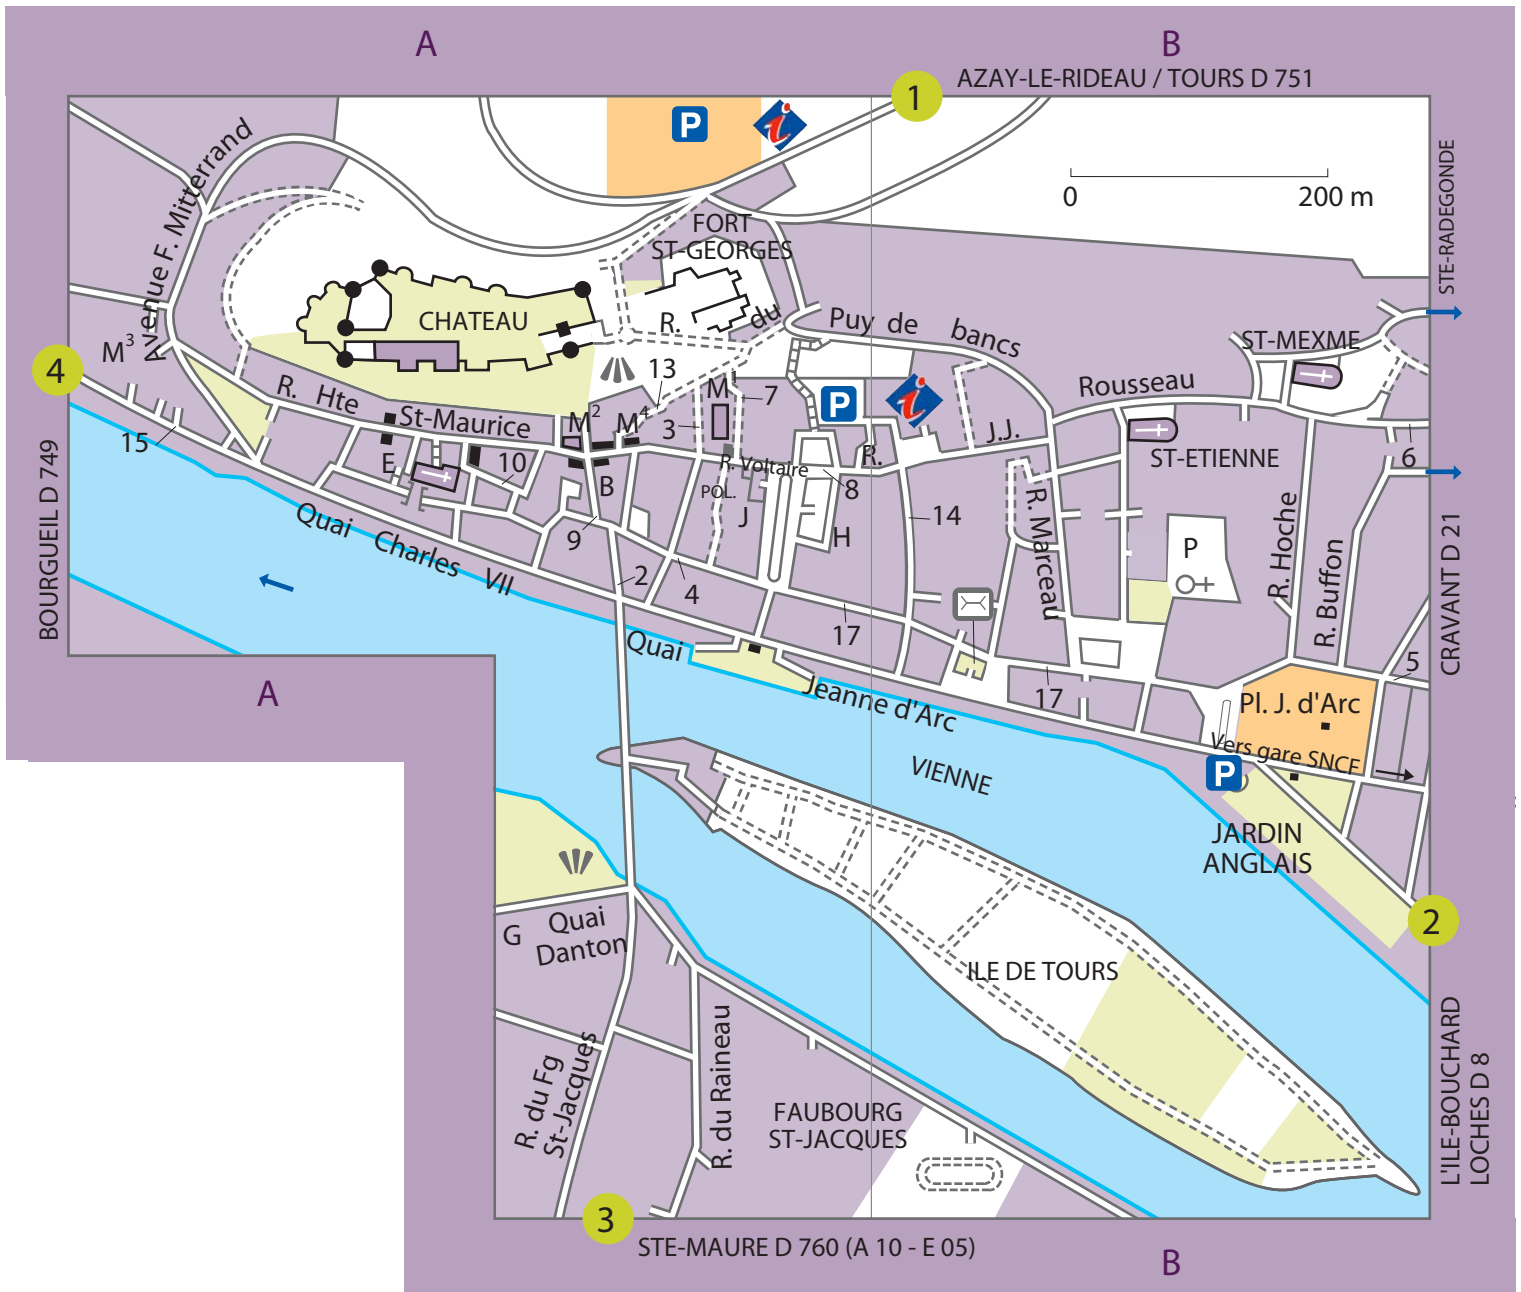 A
B
AZAY-LE-RIDEAU / TOURS D 751
1
P
i
0
200 m
STE-RADEGONDE
Avenue F. Mitterrand
FORT
ST-GEORGES
CHATEAU
R. du Puy de bancs
M3
4
13
M1
7
P
i
ST-MEXME
Rousseau
R. Hte St-Maurice
M2
M4
3
J.J.
R.
15
E
10
B
R. Voltaire
8
ST-ETIENNE
6
BOURGUEIL D 749
POL.
J
H
14
R. Marceau
P
R. Hoche
R. Buffon
Quai Charles VII
9
2
4
17
CRAVANT D 21
Quai Jeanne d'Arc
17
5
Pl. J. d'Arc
A
Vers gare SNCF
P
VIENNE
JARDIN
ANGLAIS
2
G
Quai
Danton
ILE DE TOURS
R. du Fg
St-Jacques
R. du Raineau
FAUBOURG
ST-JACQUES
L'ILE-BOUCHARD
LOCHES D 8
3
STE-MAURE D 760 (A 10 - E 05)
B